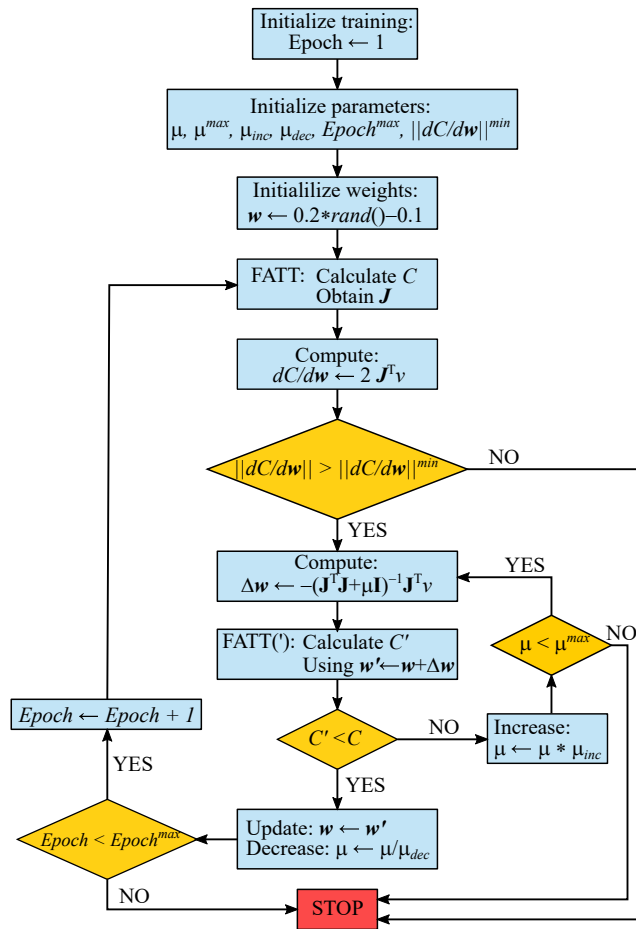 Initialize training:
Epoch ← 1
Initialize parameters:
μ, μ^max, μ_inc, μ_dec, Epoch^max, ||dC/dw||^min
Initialilize weights:
w ← 0.2*rand()−0.1
FATT: Calculate C
Obtain J
Compute:
dC/dw ← 2 J^T v
||dC/dw|| > ||dC/dw||^min
NO
YES
Compute:
Δw ← −(J^T J+μI)^−1 J^T v
YES
FATT('): Calculate C'
Using w'←w+Δw
μ < μ^max
NO
Epoch ← Epoch + 1
C' < C
NO
Increase:
μ ← μ * μ_inc
YES
YES
Epoch < Epoch^max
Update: w ← w'
Decrease: μ ← μ/μ_dec
NO
STOP